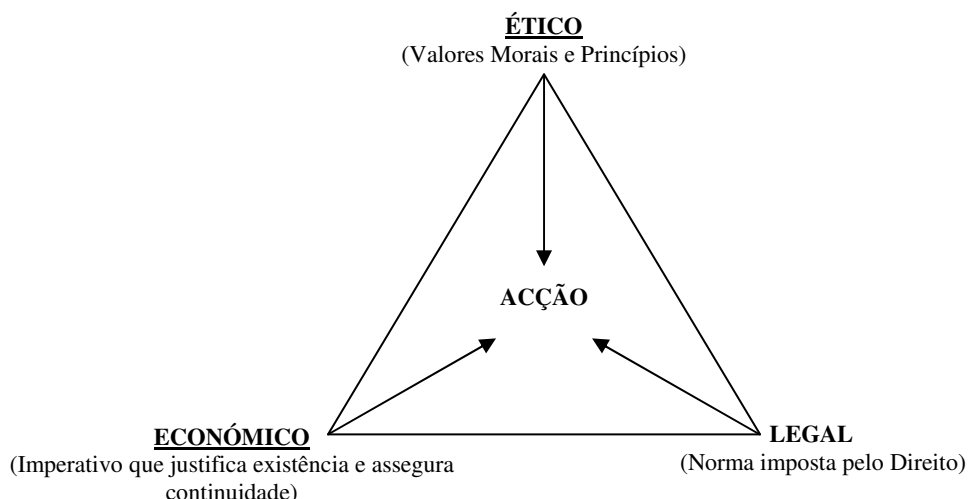 ÉTICO
(Valores Morais e Princípios)
ACÇÃO
ECONÓMICO
(Imperativo que justifica existência e assegura
continuidade)
LEGAL
(Norma imposta pelo Direito)